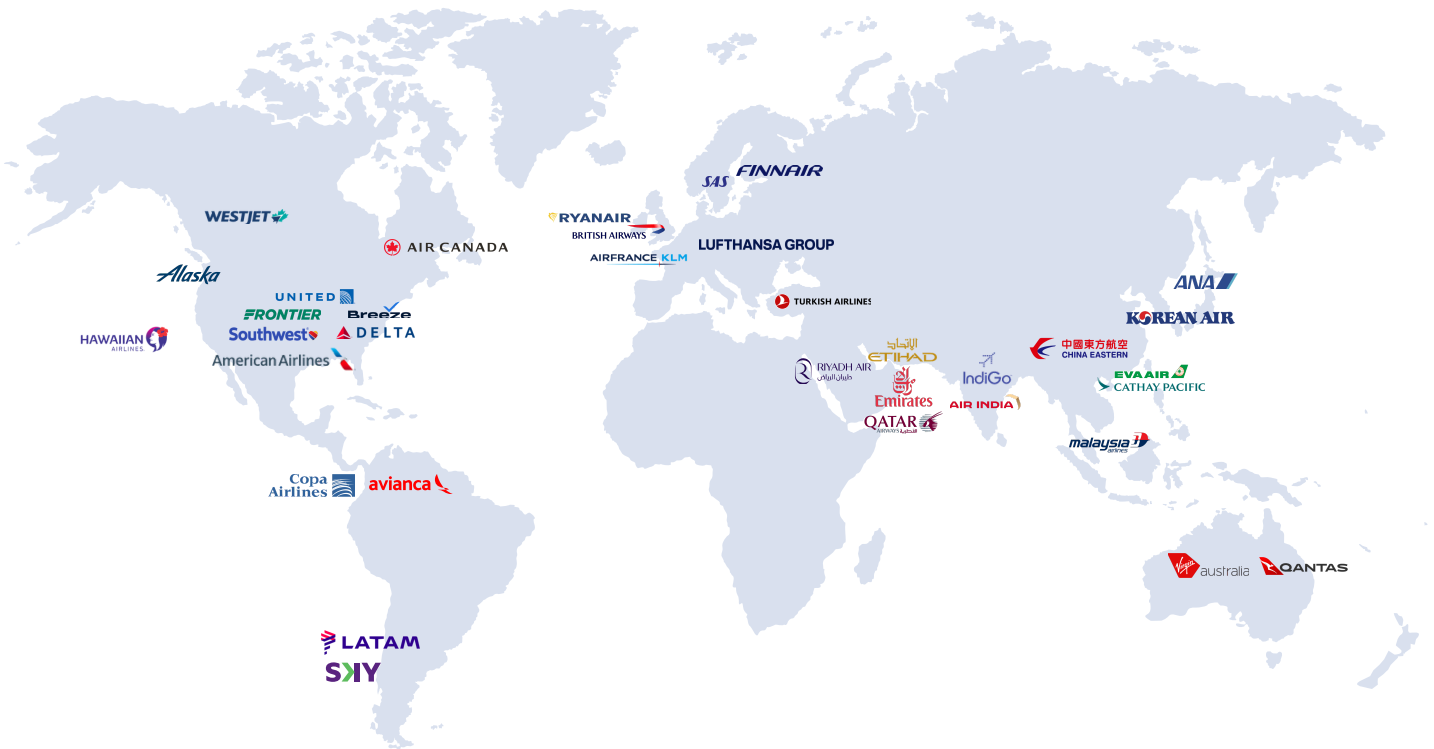 FINNAIR
SAS
WESTJET
RYANAIR
BRITISH AIRWAYS
AIR CANADA
LUFTHANSA GROUP
AIRFRANCE KLM
Alaska
ANA
UNITED
TURKISH AIRLINES
FRONTIER
Breeze
KOREAN AIR
Southwest
DELTA
HAWAIIAN
AIRLINES
American Airlines
中國東方航空
CHINA EASTERN
الإتحاد
ETIHAD
RIYADH AIR
طيران الرياض
IndiGo
EVA AIR
CATHAY PACIFIC
Emirates
AIR INDIA
QATAR
AIRWAYS القطرية
malaysia
airlines
Copa
Airlines
avianca
Virgin
australia
QANTAS
LATAM
SKY